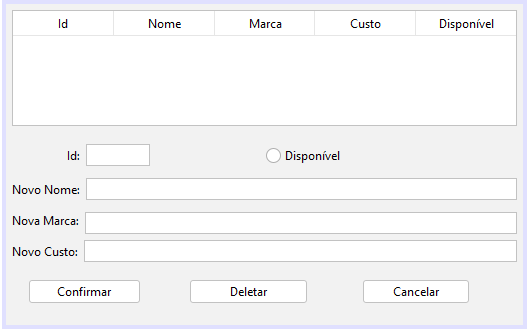 Id Nome Marca Custo Disponível
Id: Disponível
Novo Nome:
Nova Marca:
Novo Custo:
Confirmar Deletar Cancelar